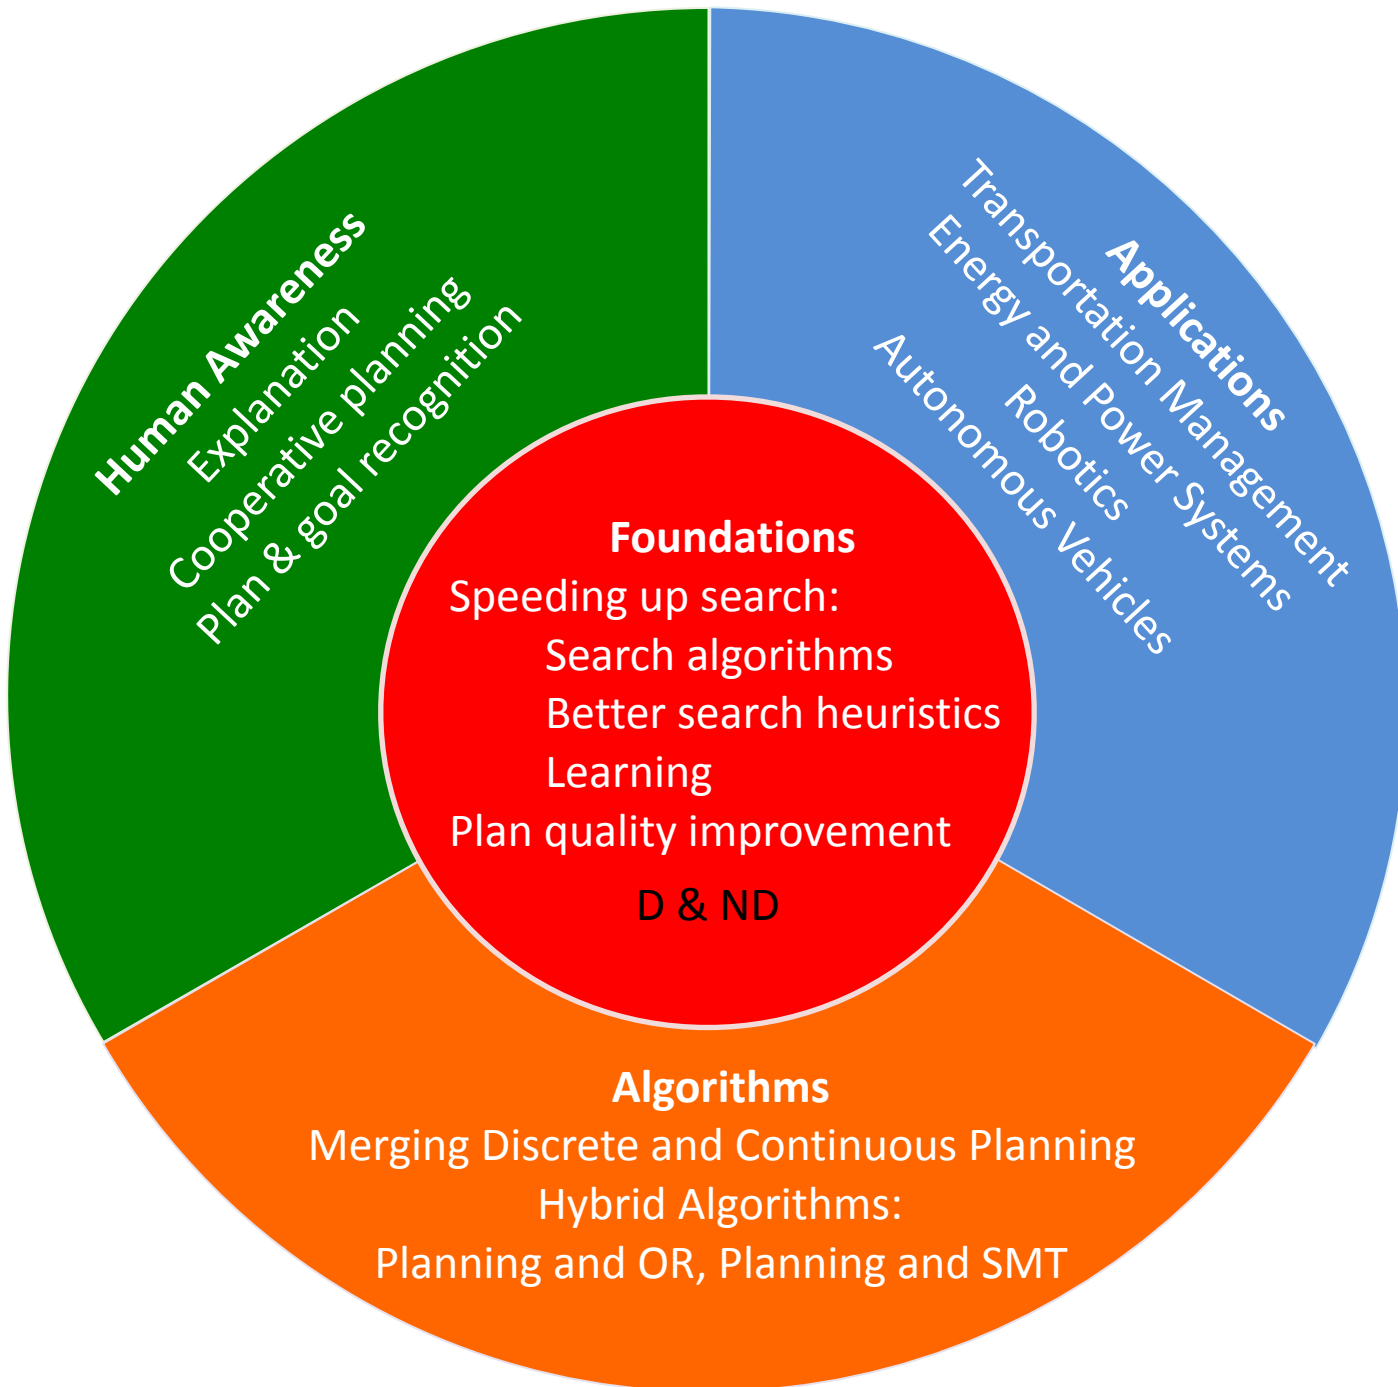 Human Awareness
Explanation
Cooperative planning
Plan & goal recognition
Applications
Transportation Management
Energy and Power Systems
Robotics
Autonomous Vehicles
Foundations
Speeding up search:
Search algorithms
Better search heuristics
Learning
Plan quality improvement
D & ND
Algorithms
Merging Discrete and Continuous Planning
Hybrid Algorithms:
Planning and OR, Planning and SMT